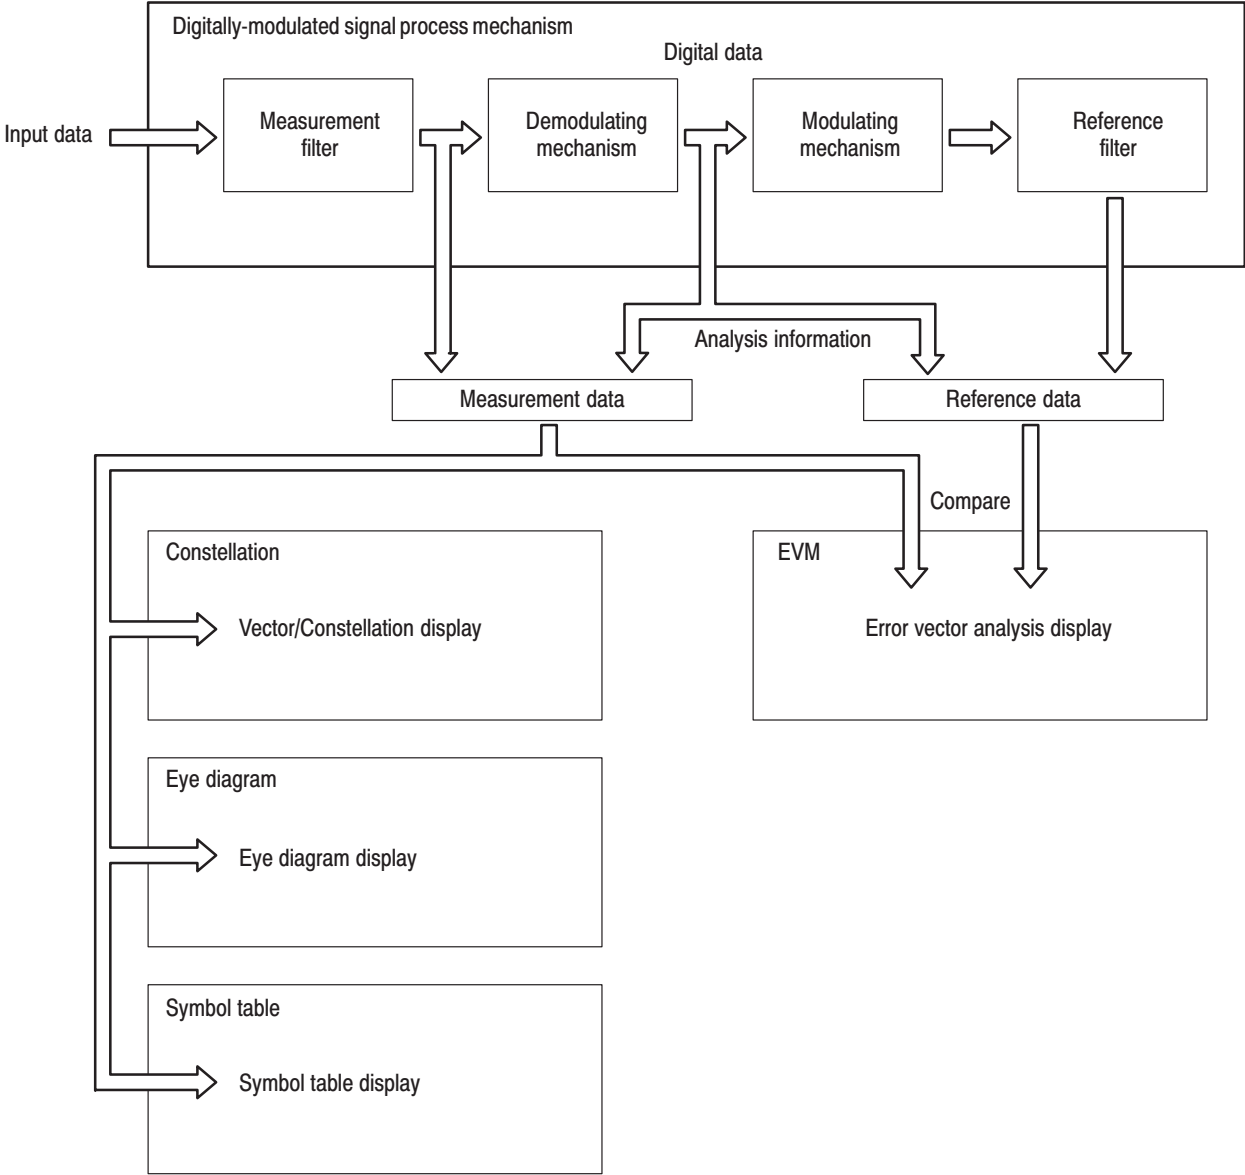 Digitally-modulated signal process mechanism
Digital data
Input data
Measurement
filter
Demodulating
mechanism
Modulating
mechanism
Reference
filter
Analysis information
Measurement data
Reference data
Compare
Constellation
Vector/Constellation display
EVM
Error vector analysis display
Eye diagram
Eye diagram display
Symbol table
Symbol table display